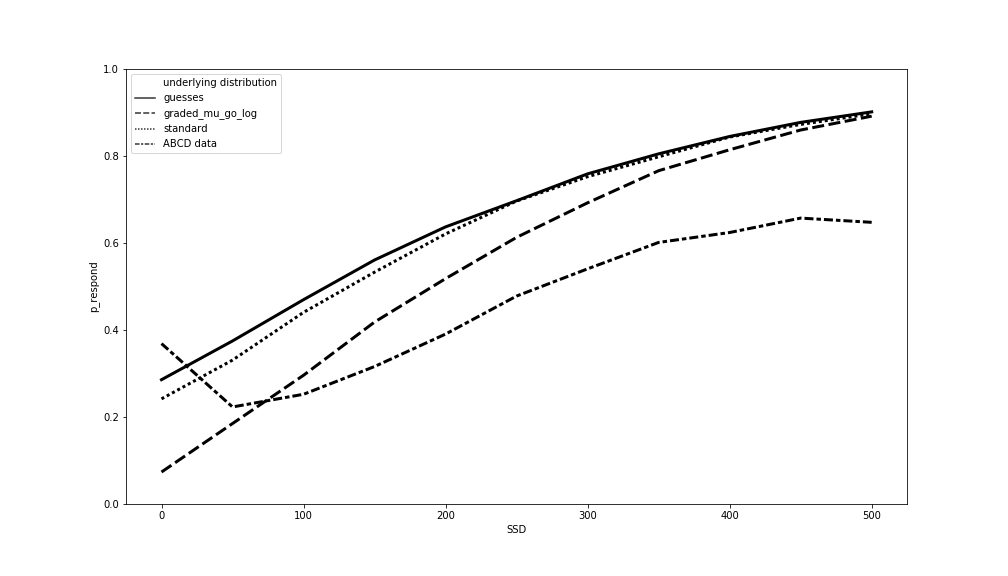 1.0
0.8
0.6
0.4
0.2
0.0
p_respond
underlying distribution
guesses
graded_mu_go_log
standard
ABCD data
0 100 200 300 400 500
SSD